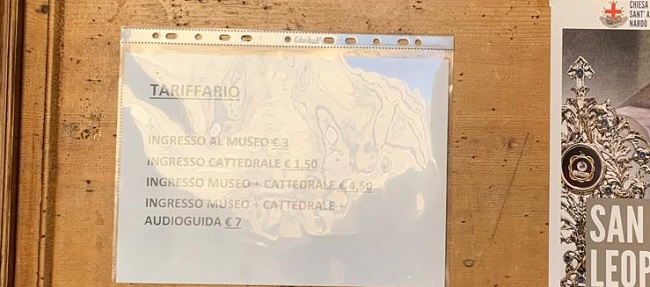 TARIFFARIO
INGRESSO AL MUSEO € 3
INGRESSO CATTEDRALE € 1,50
INGRESSO MUSEO + CATTEDRALE € 4,50
INGRESSO MUSEO + CATTEDRALE +
AUDIOGUIDA € 7
CHIESA
SANT' A
NARDÒ
SAN
LEOP